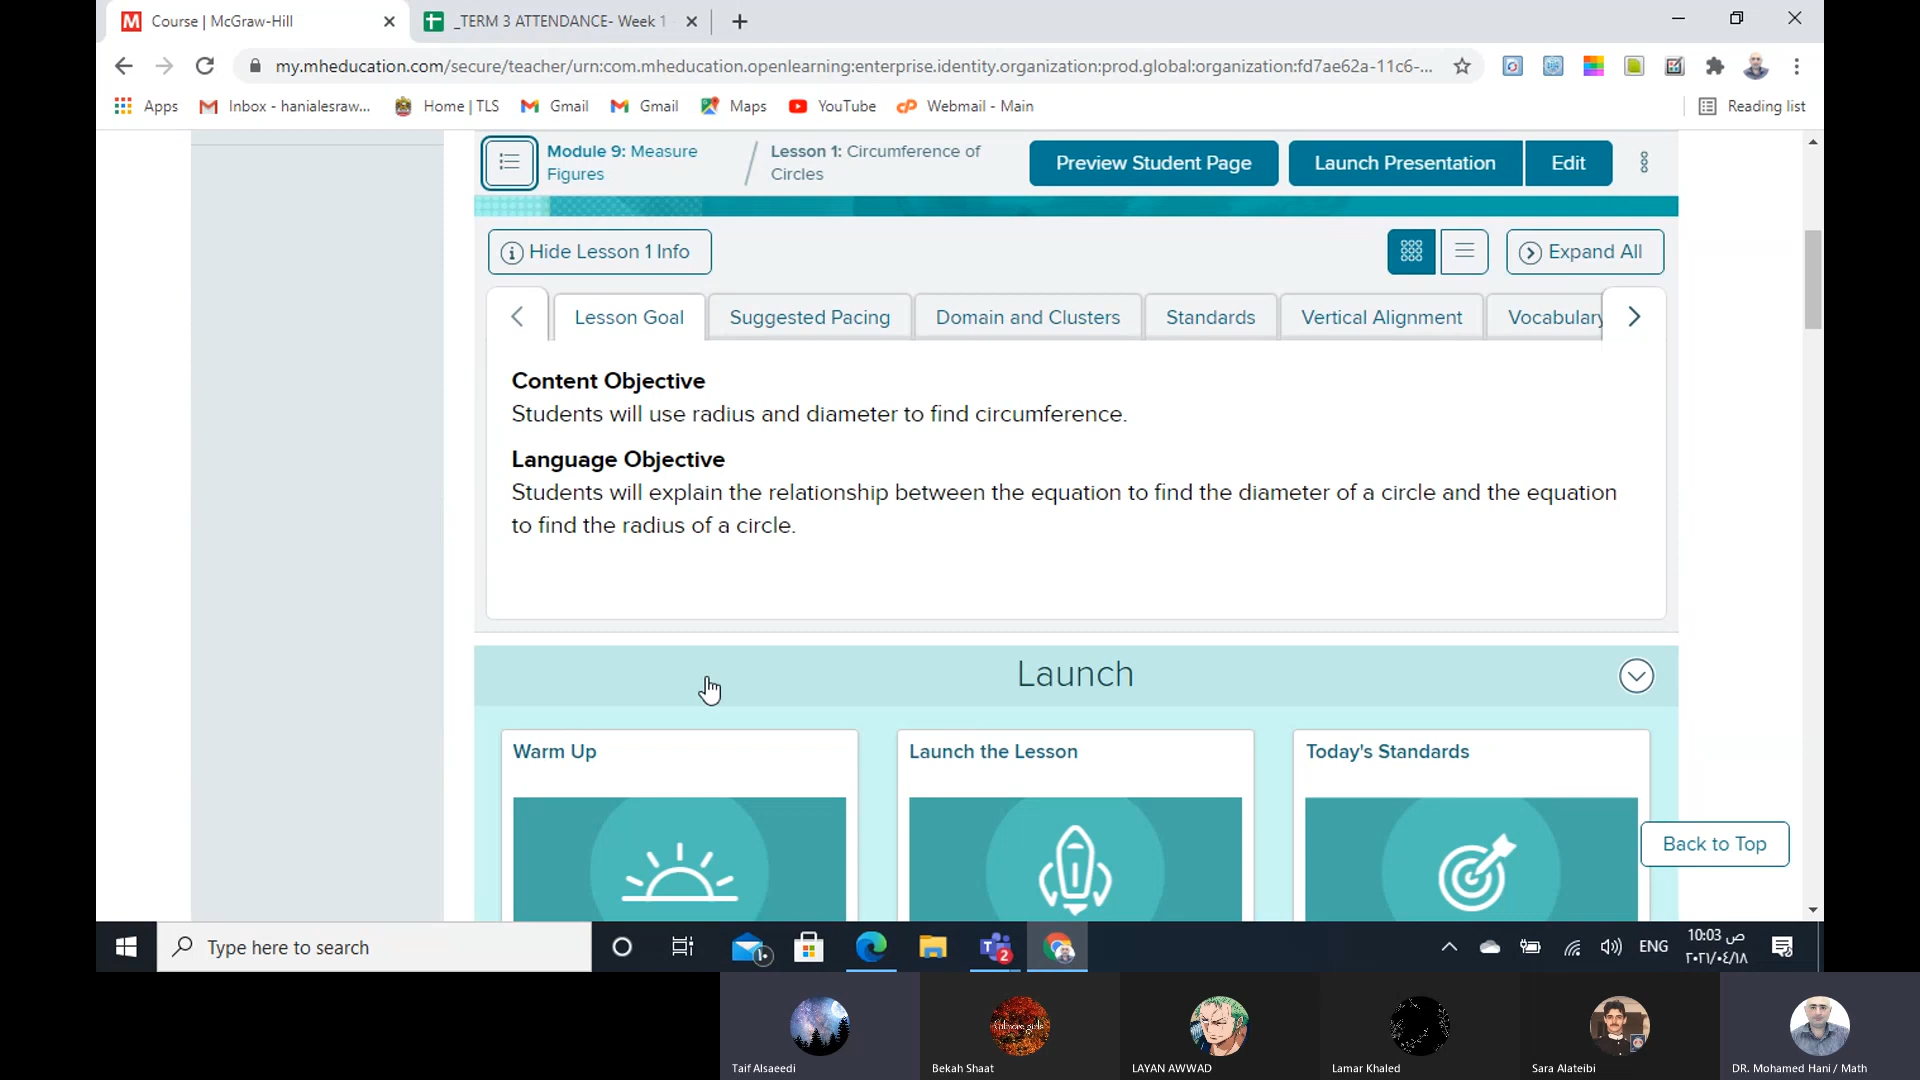 Course | McGraw-Hill
_TERM 3 ATTENDANCE- Week 1 -
my.mheducation.com/secure/teacher/urn:com.mheducation.openlearning:enterprise.identity.organization:prod.global:organization:fd7ae62a-11c6-...
Apps
Inbox - hanialesraw...
Home | TLS
Gmail
Gmail
Maps
YouTube
Webmail - Main
Reading list
Module 9: Measure
Figures
Lesson 1: Circumference of
Circles
Preview Student Page
Launch Presentation
Edit
Hide Lesson 1 Info
Expand All
Lesson Goal
Suggested Pacing
Domain and Clusters
Standards
Vertical Alignment
Vocabulary
Content Objective
Students will use radius and diameter to find circumference.
Language Objective
Students will explain the relationship between the equation to find the diameter of a circle and the equation
to find the radius of a circle.
Launch
Warm Up
Launch the Lesson
Today's Standards
Back to Top
Type here to search
2
ENG
10:03 ص
٢٠٢١/٠٤/١٨
Taif Alsaeedi
Bekah Shaat
LAYAN AWWAD
Lamar Khaled
Sara Alateibi
DR. Mohamed Hani / Math